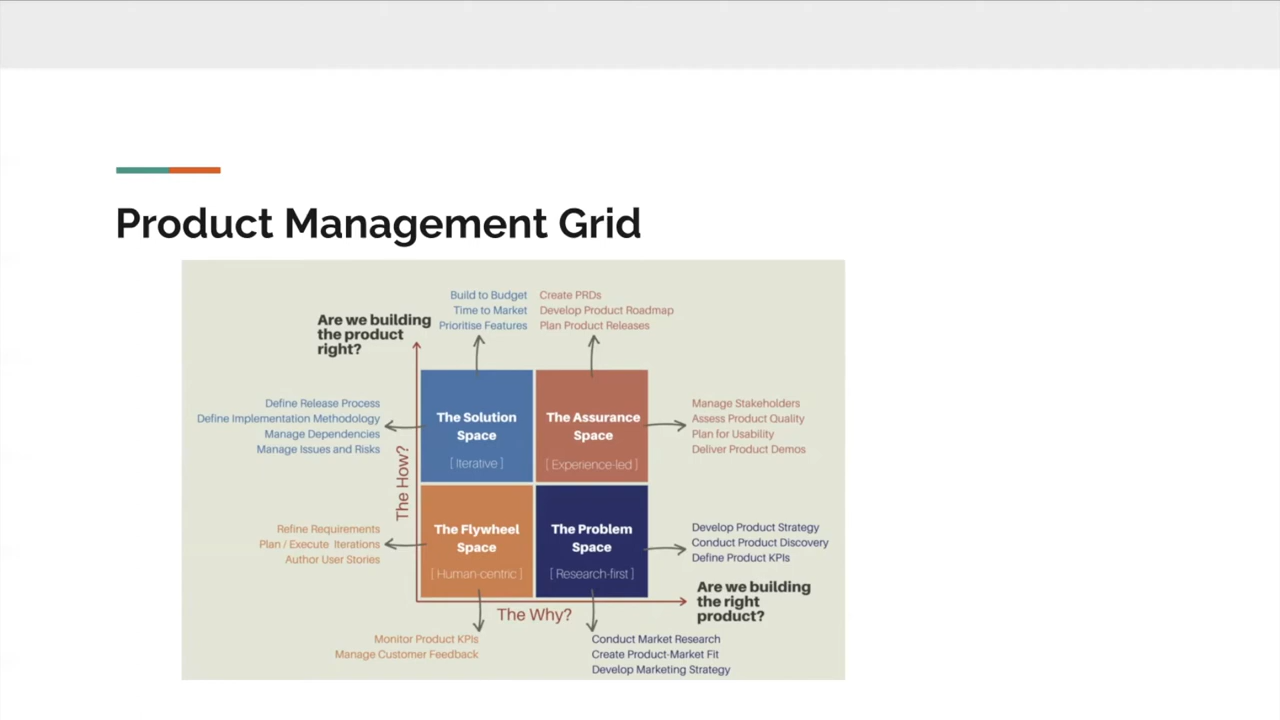 Product Management Grid
Build to Budget
Time to Market
Prioritise Features
Create PRDs
Develop Product Roadmap
Plan Product Releases
Are we building
the product
right?
Define Release Process
Define Implementation Methodology
Manage Dependencies
Manage Issues and Risks
The Solution
Space
[ Iterative ]
The Assurance
Space
[ Experience-led ]
Manage Stakeholders
Assess Product Quality
Plan for Usability
Deliver Product Demos
The How?
Refine Requirements
Plan / Execute Iterations
Author User Stories
The Flywheel
Space
[ Human-centric ]
The Problem
Space
[ Research-first ]
Develop Product Strategy
Conduct Product Discovery
Define Product KPIs
Are we building
the right
product?
The Why?
Monitor Product KPIs
Manage Customer Feedback
Conduct Market Research
Create Product-Market Fit
Develop Marketing Strategy